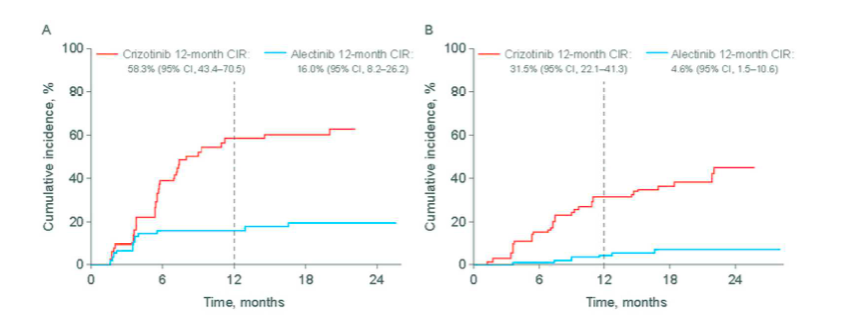 A
Crizotinib 12-month CIR:
58.3% (95% CI, 43.4–70.5)
Alectinib 12-month CIR:
16.0% (95% CI, 8.2–26.2)
Cumulative incidence, %
100
80
60
40
20
0
0 6 12 18 24
Time, months
B
Crizotinib 12-month CIR:
31.5% (95% CI, 22.1–41.3)
Alectinib 12-month CIR:
4.6% (95% CI, 1.5–10.6)
Cumulative incidence, %
100
80
60
40
20
0
0 6 12 18 24
Time, months